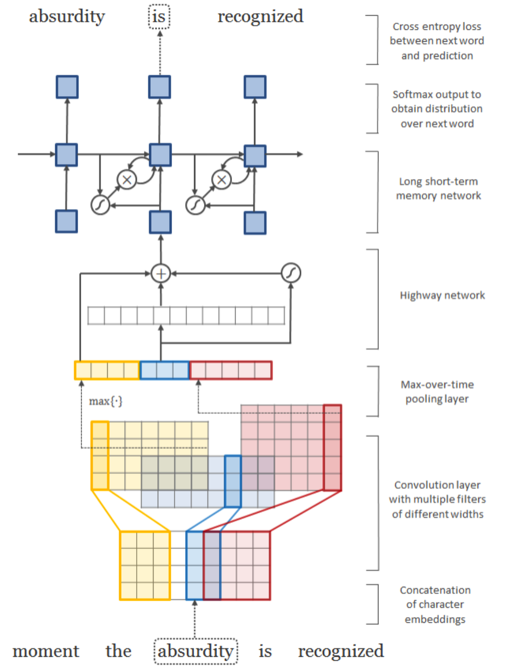 absurdity is recognized
Cross entropy loss
between next word
and prediction
Softmax output to
obtain distribution
over next word
Long short-term
memory network
Highway network
Max-over-time
pooling layer
max{·}
Convolution layer
with multiple filters
of different widths
Concatenation
of character
embeddings
moment the absurdity is recognized